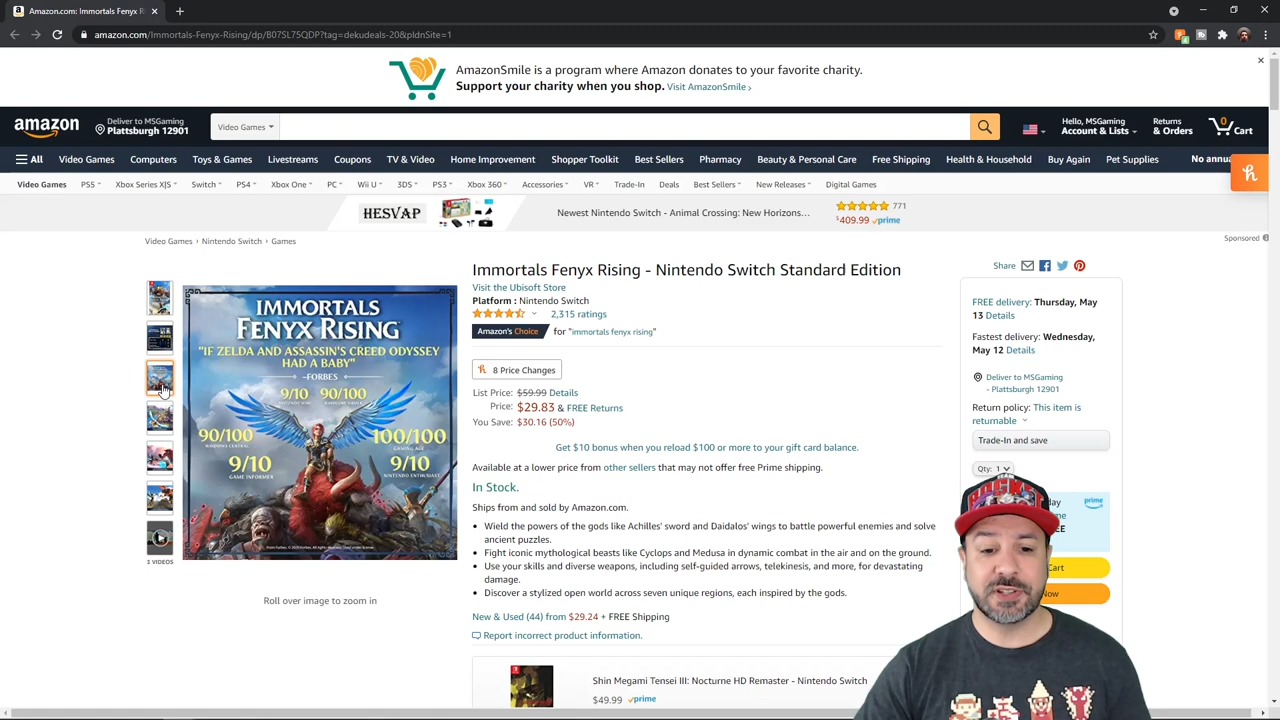 Amazon.com: Immortals Fenyx Ri
amazon.com/Immortals-Fenyx-Rising/dp/B07SL75QDP?tag=dekudeals-20&pldnSite=1
AmazonSmile is a program where Amazon donates to your favorite charity.
Support your charity when you shop. Visit AmazonSmile ›
amazon
Deliver to MSGaming
Plattsburgh 12901
Video Games
Hello, MSGaming
Account & Lists
Returns
& Orders
0
Cart
All
Video Games
Computers
Toys & Games
Livestreams
Coupons
TV & Video
Home Improvement
Shopper Toolkit
Best Sellers
Pharmacy
Beauty & Personal Care
Free Shipping
Health & Household
Buy Again
Pet Supplies
No annua
Video Games
PS5
Xbox Series X|S
Switch
PS4
Xbox One
PC
Wii U
3DS
PS3
Xbox 360
Accessories
VR
Trade-In
Deals
Best Sellers
New Releases
Digital Games
HESVAP
Newest Nintendo Switch - Animal Crossing: New Horizons...
771
$409.99 prime
Sponsored
Video Games › Nintendo Switch › Games
IMMORTALS
FENYX RISING
"IF ZELDA AND ASSASSIN'S CREED ODYSSEY
HAD A BABY"
FORBES
9/10
90/100
90/100
WINDOWS CENTRAL
100/100
GAMING AGE
9/10
GAME INFORMER
9/10
NINTENDO ENTHUSIAST
3 VIDEOS
Roll over image to zoom in
Immortals Fenyx Rising - Nintendo Switch Standard Edition
Visit the Ubisoft Store
Platform : Nintendo Switch
2,315 ratings
Amazon's Choice for "immortals fenyx rising"
8 Price Changes
List Price: $59.99 Details
Price: $29.83 & FREE Returns
You Save: $30.16 (50%)
Get $10 bonus when you reload $100 or more to your gift card balance.
Available at a lower price from other sellers that may not offer free Prime shipping.
In Stock.
Ships from and sold by Amazon.com.
• Wield the powers of the gods like Achilles' sword and Daidalos' wings to battle powerful enemies and solve
ancient puzzles.
• Fight iconic mythological beasts like Cyclops and Medusa in dynamic combat in the air and on the ground.
• Use your skills and diverse weapons, including self-guided arrows, telekinesis, and more, for devastating
damage.
• Discover a stylized open world across seven unique regions, each inspired by the gods.
New & Used (44) from $29.24 + FREE Shipping
Report incorrect product information.
Shin Megami Tensei III: Nocturne HD Remaster - Nintendo Switch
$49.99 prime
Share
FREE delivery: Thursday, May
13 Details
Fastest delivery: Wednesday,
May 12 Details
Deliver to MSGaming
- Plattsburgh 12901
Return policy: This item is
returnable
Trade-In and save
Qty: 1
prime
Cart
Now